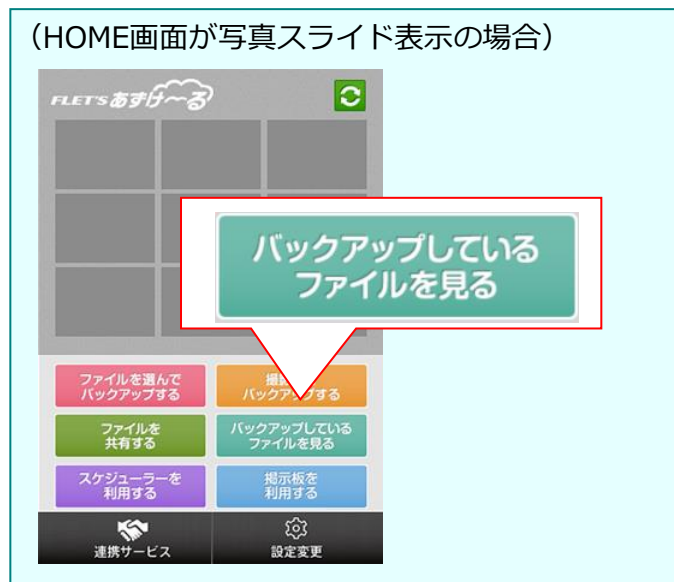 （HOME画面が写真スライド表示の場合）
FLET'S あずけ〜る
バックアップしている
ファイルを見る
ファイルを選んで
バックアップする
バックアップする
ファイルを
共有する
バックアップしている
ファイルを見る
スケジューラーを
利用する
掲示板を
利用する
連携サービス
設定変更